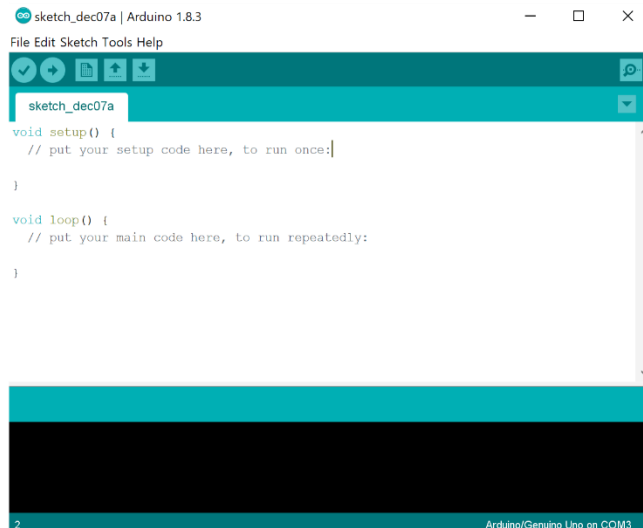 sketch_dec07a | Arduino 1.8.3
File Edit Sketch Tools Help
sketch_dec07a
void setup() {
  // put your setup code here, to run once:
}
void loop() {
  // put your main code here, to run repeatedly:
}
2 Arduino/Genuino Uno on COM3